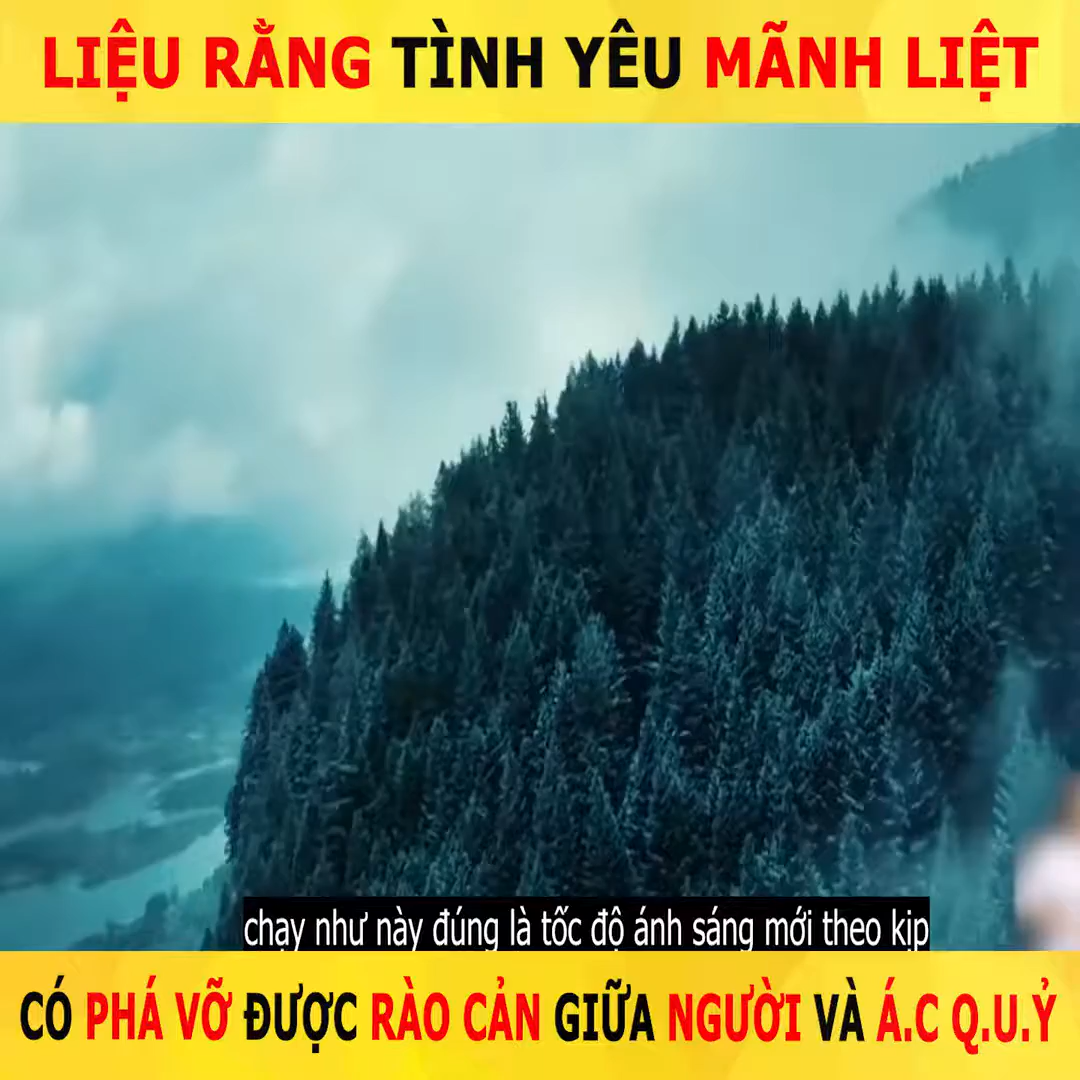 LIỆU RẰNG TÌNH YÊU MÃNH LIỆT
chạy như này đúng là tốc độ ánh sáng mới theo kịp
CÓ PHÁ VỠ ĐƯỢC RÀO CẢN GIỮA NGƯỜI VÀ Á.C Q.U.Ỷ